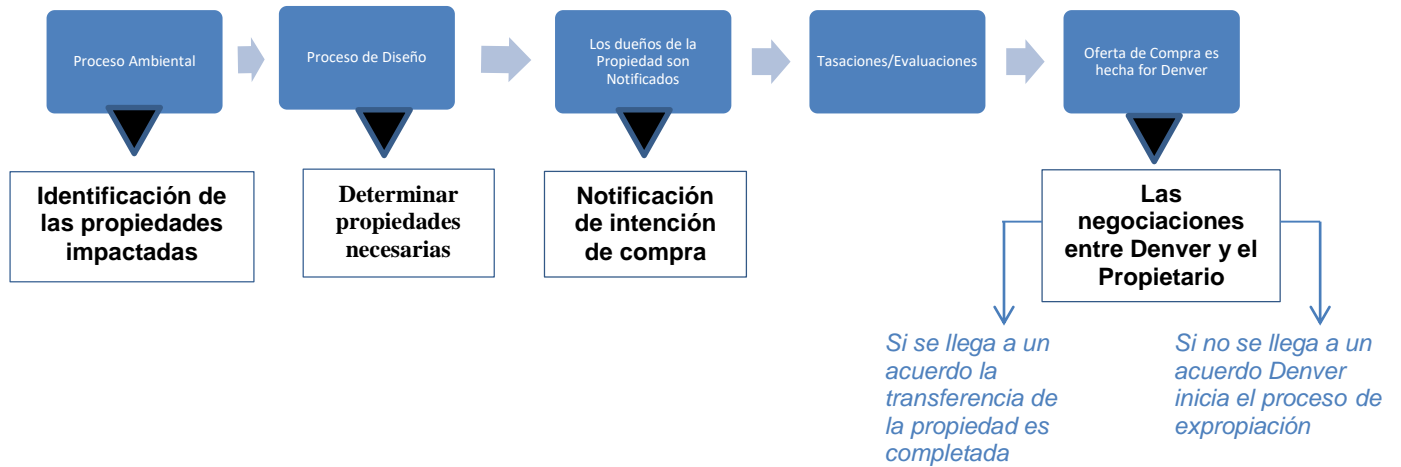 Proceso Ambiental
Proceso de Diseño
Los dueños de la
Propiedad son
Notificados
Tasaciones/Evaluaciones
Oferta de Compra es
hecha for Denver
Identificación de
las propiedades
impactadas
Determinar
propiedades
necesarias
Notificación
de intención
de compra
Las
negociaciones
entre Denver y el
Propietario
Si se llega a un
acuerdo la
transferencia de
la propiedad es
completada
Si no se llega a un
acuerdo Denver
inicia el proceso de
expropiación